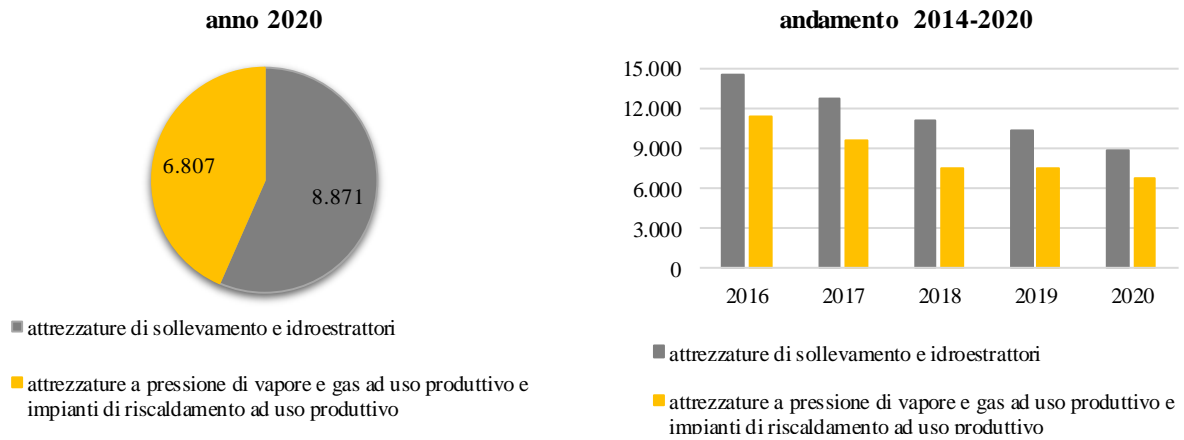 anno 2020
6.807
8.871
attrezzature di sollevamento e idroestrattori
attrezzature a pressione di vapore e gas ad uso produttivo e
impianti di riscaldamento ad uso produttivo
andamento 2014-2020
15.000
12.000
9.000
6.000
3.000
0
2016 2017 2018 2019 2020
attrezzature di sollevamento e idroestrattori
attrezzature a pressione di vapore e gas ad uso produttivo e
impianti di riscaldamento ad uso produttivo